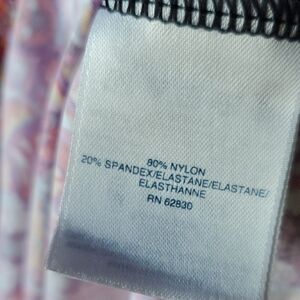 80% NYLON
20% SPANDEX/ELASTANE/ELASTANE/
ELASTHANNE
RN 62830